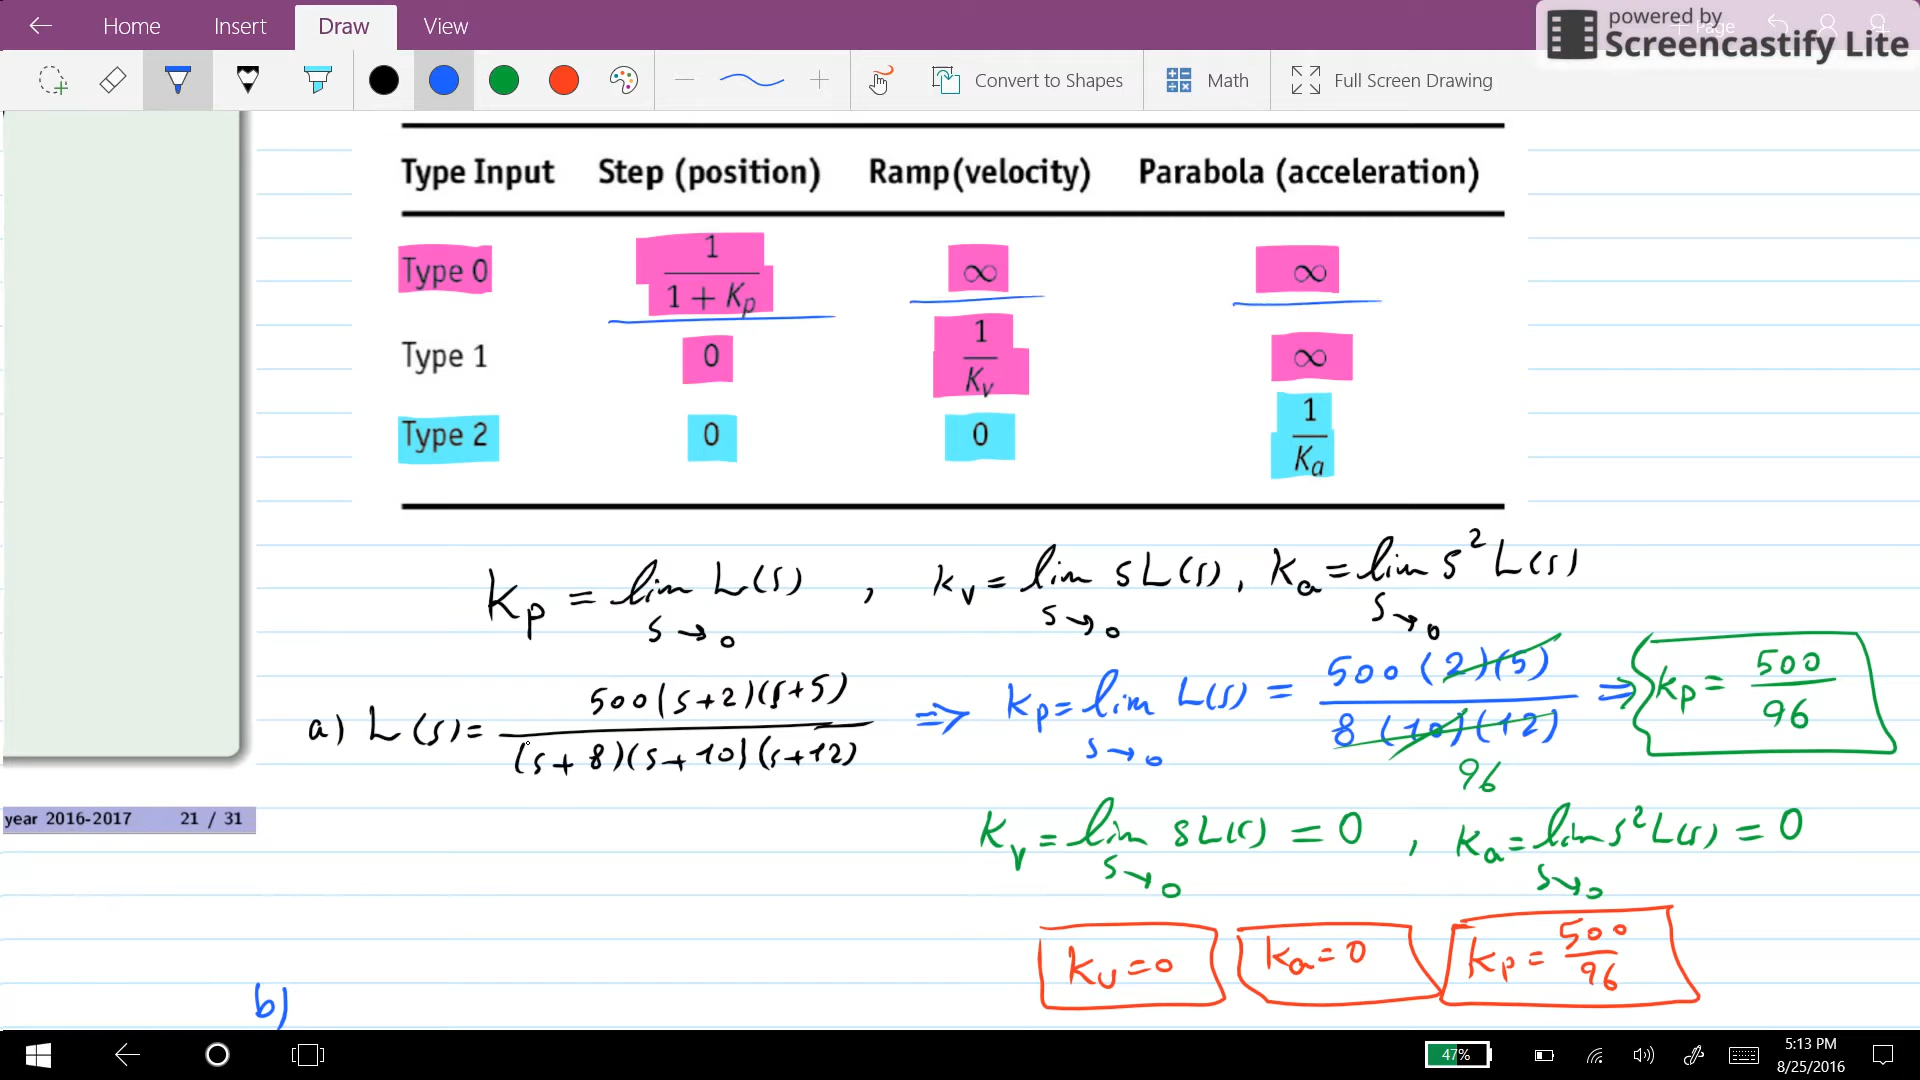 Home Insert Draw View
Page
powered by
Screencastify Lite
Convert to Shapes Math Full Screen Drawing
Type Input Step (position) Ramp(velocity) Parabola (acceleration)
Type 0 1/(1 + Kp) ∞ ∞
Type 1 0 1/Kv ∞
Type 2 0 0 1/Ka
Kp = lim s→0 L(s) , Kv = lim s→0 sL(s), Ka = lim s→0 s² L(s)
a) L(s) = 500(s+2)(s+5) / (s+8)(s+10)(s+12) ⇒ Kp = lim s→0 L(s) = 500(2)(5) / 8(10)(12) ⇒ Kp = 500/96
96
year 2016-2017 21 / 31
Kv = lim s→0 sL(s) = 0 , Ka = lim s→0 s²L(s) = 0
Kv = 0 Ka = 0 Kp = 500/96
b)
47%
5:13 PM
8/25/2016